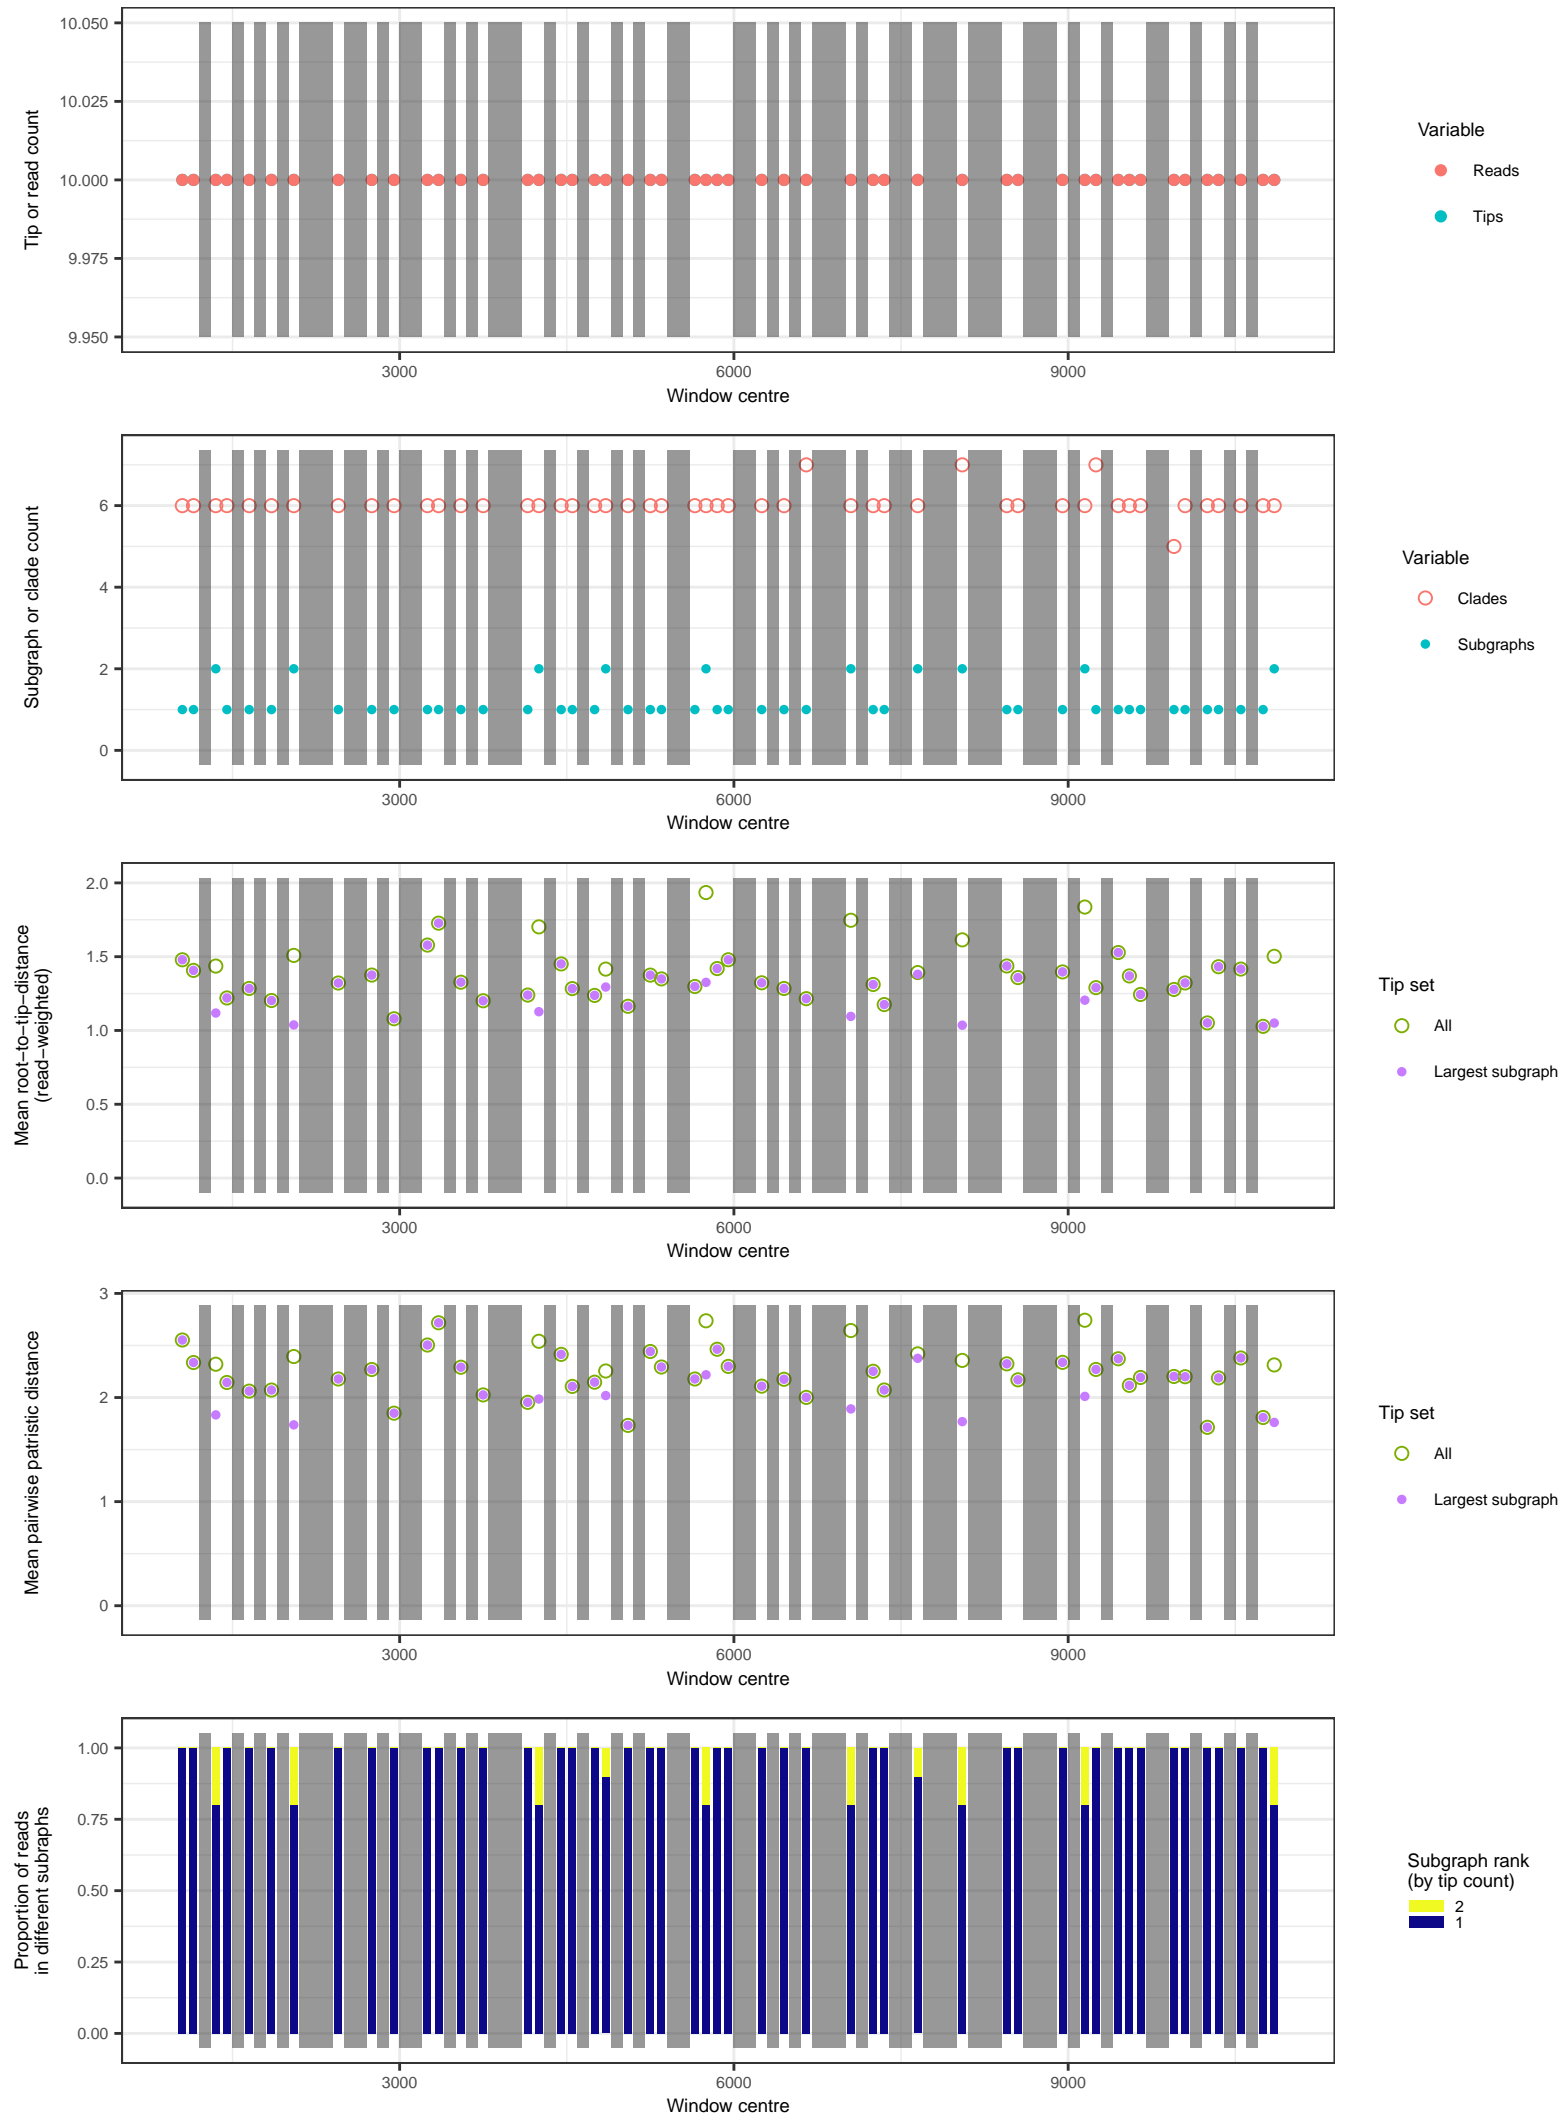 10.050
10.025
10.000
9.975
9.950
Tip or read count
3000
6000
9000
Window centre
Variable
Reads
Tips
6
4
2
0
Subgraph or clade count
3000
6000
9000
Window centre
Variable
Clades
Subgraphs
2.0
1.5
1.0
0.5
0.0
Mean root−to−tip−distance
(read−weighted)
3000
6000
9000
Window centre
Tip set
All
Largest subgraph
3
2
1
0
Mean pairwise patristic distance
3000
6000
9000
Window centre
Tip set
All
Largest subgraph
1.00
0.75
0.50
0.25
0.00
Proportion of reads
in different subraphs
3000
6000
9000
Window centre
Subgraph rank
(by tip count)
2
1